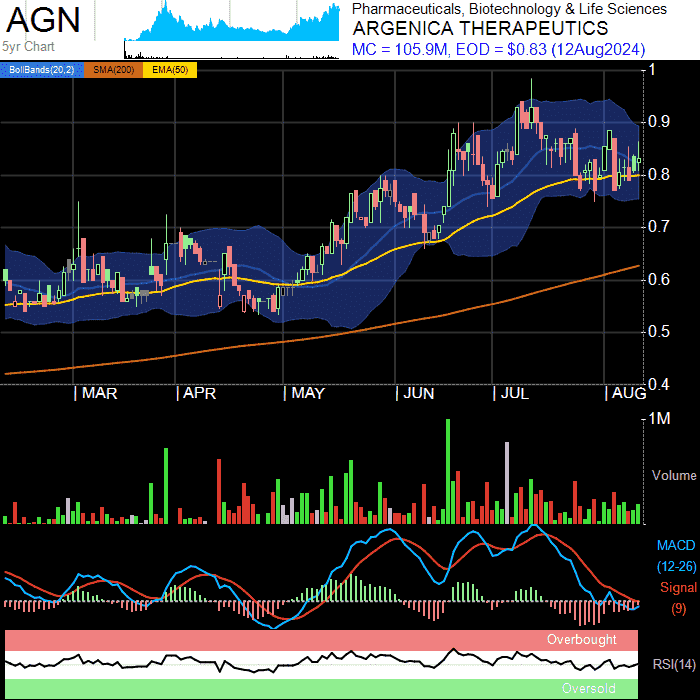 AGN
5yr Chart
Pharmaceuticals, Biotechnology & Life Sciences
ARGENICA THERAPEUTICS
MC = 105.9M, EOD = $0.83 (12Aug2024)
BollBands(20,2) SMA(200) EMA(50)
1
0.9
0.8
0.7
0.6
0.5
0.4
MAR APR MAY JUN JUL AUG
1M
Volume
MACD
(12-26)
Signal
(9)
Overbought
RSI(14)
Oversold